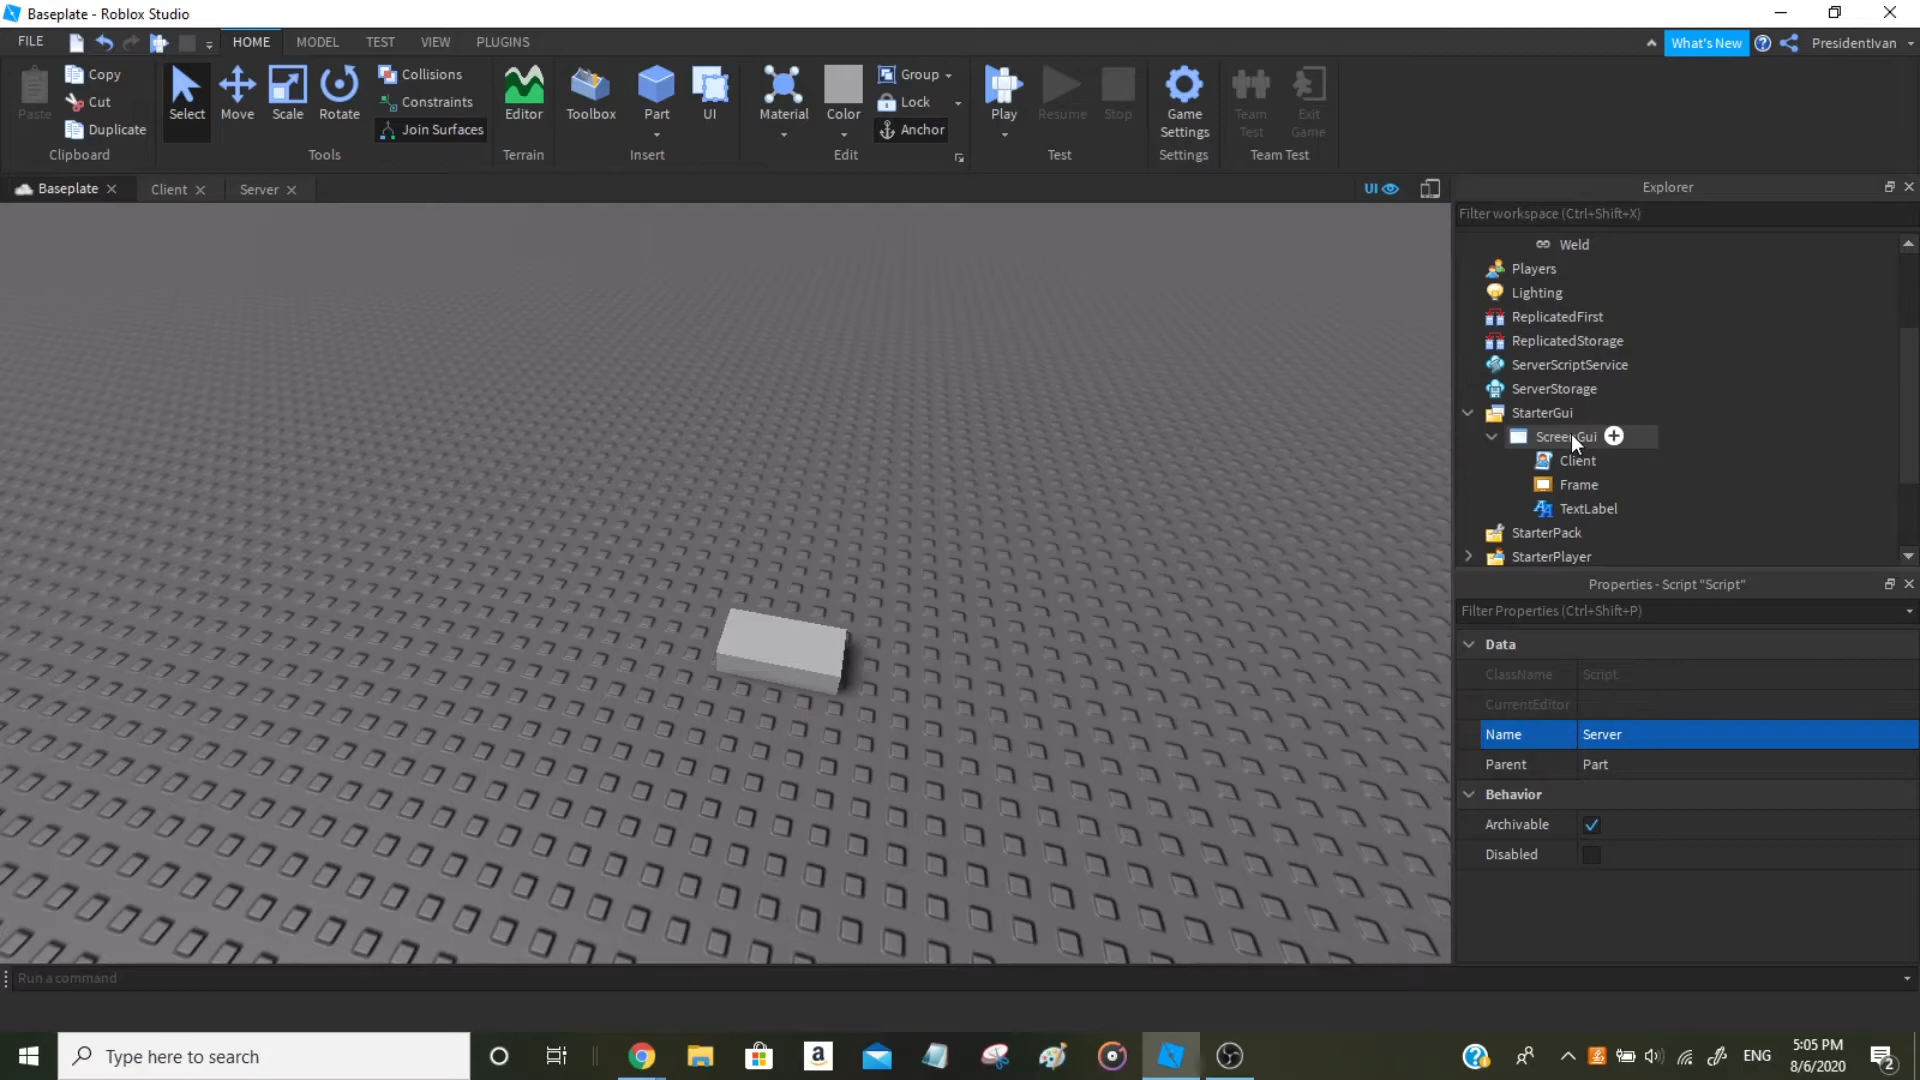 Baseplate - Roblox Studio
FILE HOME MODEL TEST VIEW PLUGINS What's New PresidentIvan
Paste Copy Cut Duplicate Clipboard
Select Move Scale Rotate Collisions Constraints Join Surfaces Tools
Editor Terrain
Toolbox Part UI Insert
Material Color Group Lock Anchor Edit
Play Resume Stop Test
Game Settings Settings
Team Test Exit Game Team Test
Baseplate Client Server UI
Explorer
Filter workspace (Ctrl+Shift+X)
Weld
Players
Lighting
ReplicatedFirst
ReplicatedStorage
ServerScriptService
ServerStorage
StarterGui
ScreenGui
Client
Frame
TextLabel
StarterPack
StarterPlayer
Properties - Script "Script"
Filter Properties (Ctrl+Shift+P)
Data
ClassName Script
CurrentEditor
Name Server
Parent Part
Behavior
Archivable
Disabled
Run a command
Type here to search
ENG
5:05 PM
8/6/2020
2